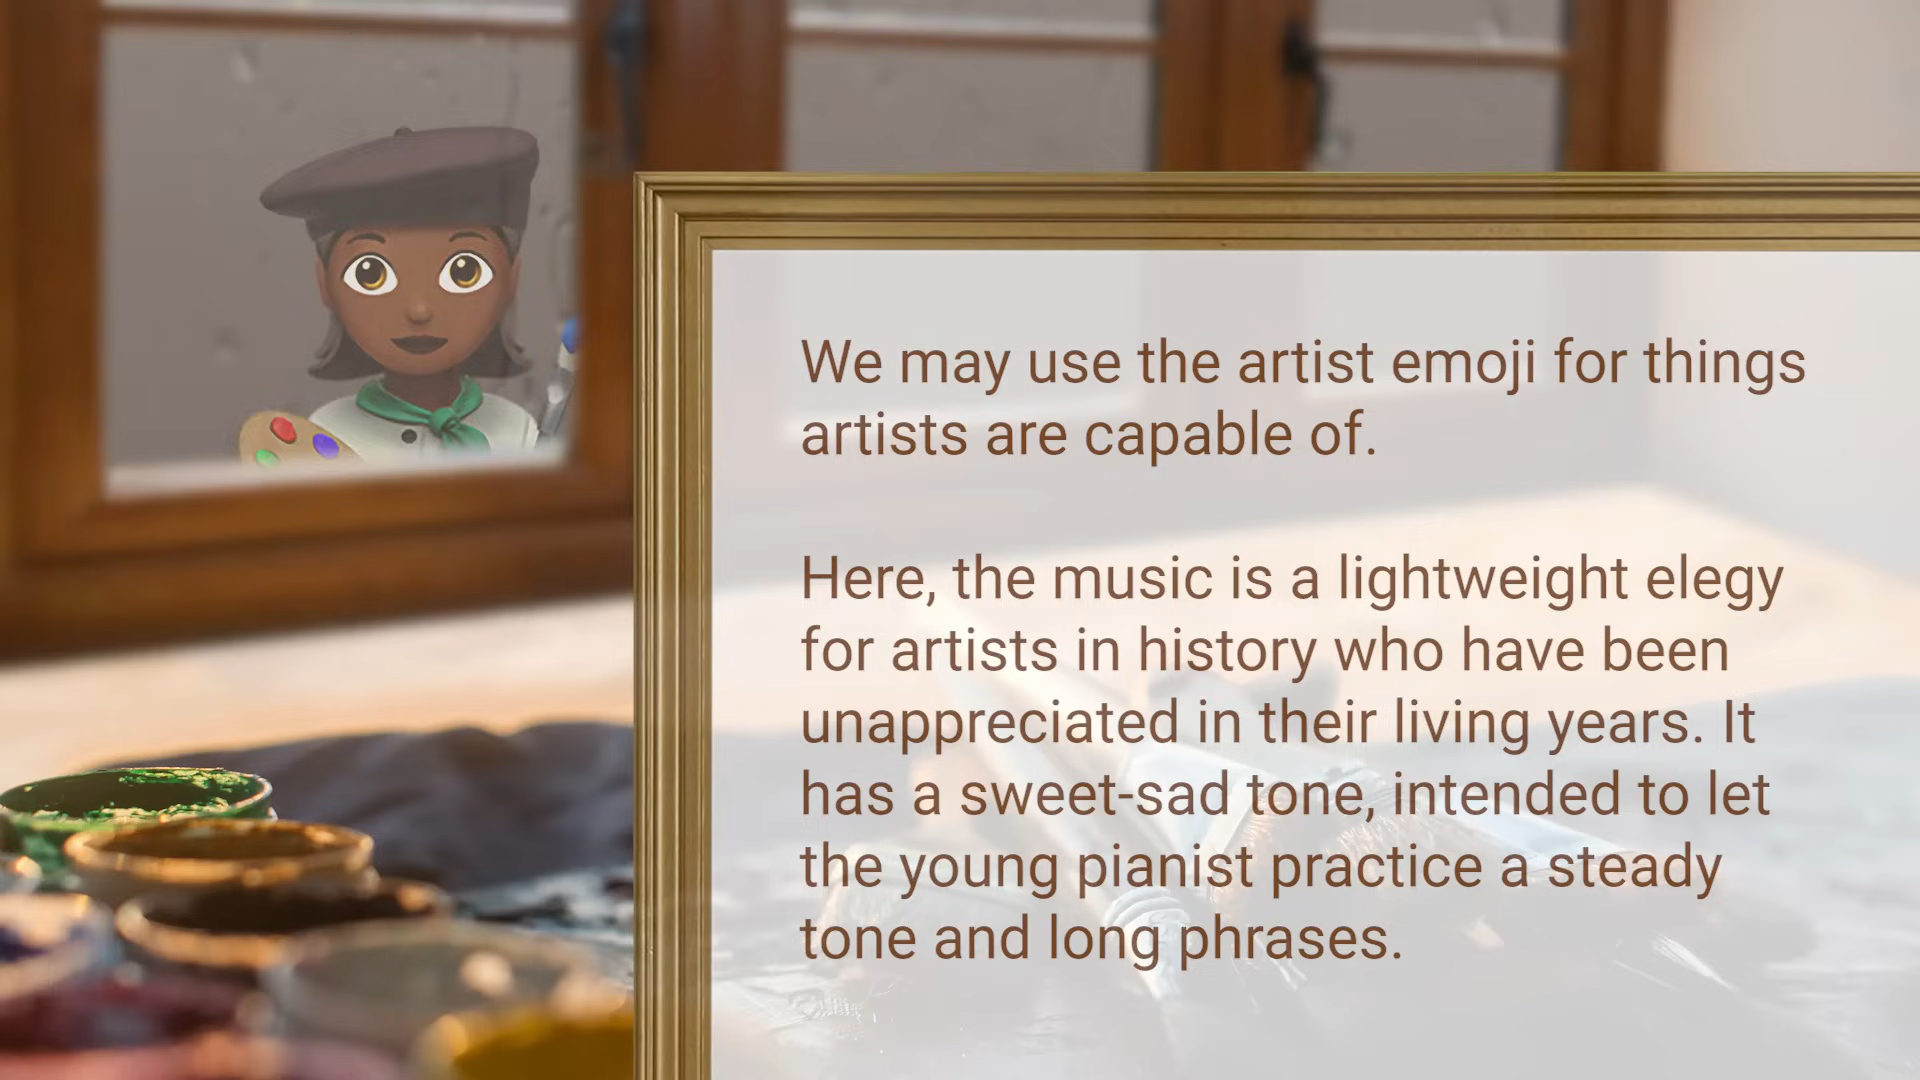 We may use the artist emoji for things
artists are capable of.
Here, the music is a lightweight elegy
for artists in history who have been
unappreciated in their living years. It
has a sweet-sad tone, intended to let
the young pianist practice a steady
tone and long phrases.